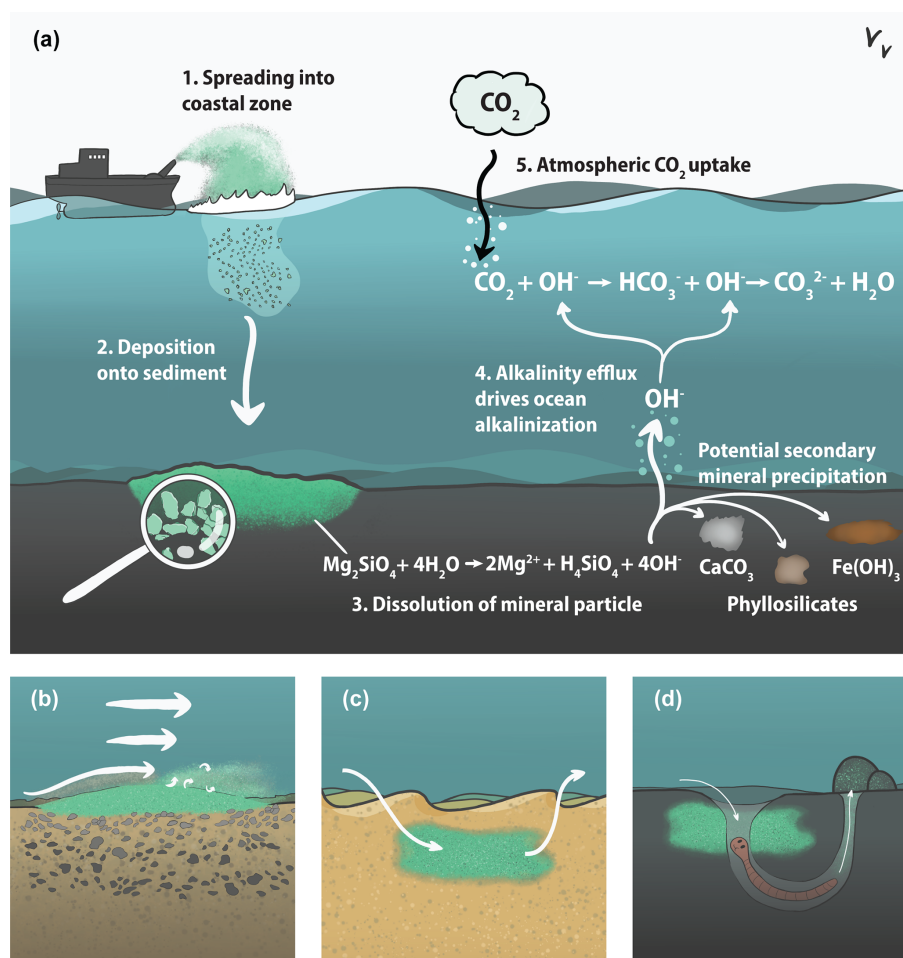 (a)
1. Spreading into
coastal zone
CO₂
5. Atmospheric CO₂ uptake
CO₂ + OH⁻ → HCO₃⁻ + OH⁻ → CO₃²⁻ + H₂O
2. Deposition
onto sediment
4. Alkalinity efflux
drives ocean
alkalinization
OH⁻
Potential secondary
mineral precipitation
Mg₂SiO₄ + 4H₂O → 2Mg²⁺ + H₄SiO₄ + 4OH⁻
CaCO₃
Fe(OH)₃
3. Dissolution of mineral particle
Phyllosilicates
(b)
(c)
(d)